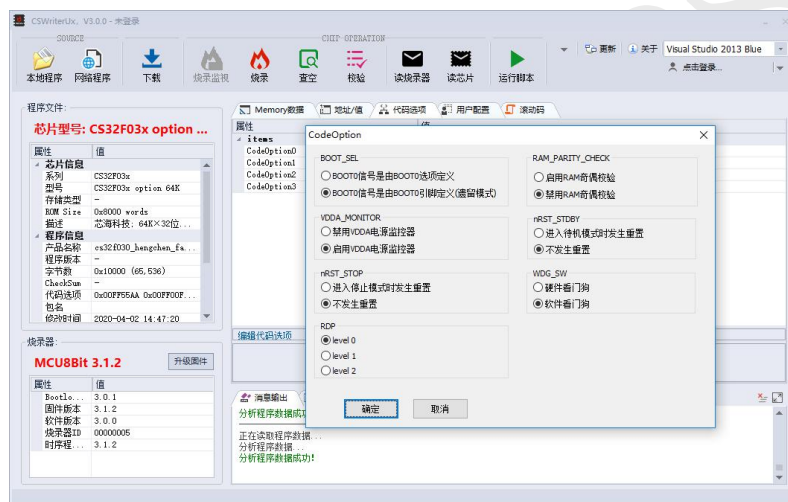 CSWriterUx, V3.0.0 - 未登录
SOURCE
CHIP OPERATION
本地程序
网络程序
下载
烧录监视
烧录
查空
校验
读烧录器
读芯片
运行脚本
更新
关于
Visual Studio 2013 Blue
点击登录...
程序文件:
芯片型号: CS32F03x option ...
属性 值
芯片信息
系列 CS32F03x
型号 CS32F03x option 64K
存储类型 -
ROM Size 0x8000 words
描述 芯海科技: 64K×32位...
程序信息
产品名称 cs32f030_hengchen_fa...
程序版本 -
字节数 0x10000 (65,536)
CheckSum -
代码选项 0x00FF55AA 0x00FF00F...
包名
修改时间 2020-04-02 14:47:20
烧录器:
MCU8Bit 3.1.2
升级固件
属性 值
Bootlo... 3.0.1
固件版本 3.1.2
软件版本 3.0.0
烧录器ID 00000005
时序程... 3.1.2
Memory数据
地址/值
代码选项
用户配置
滚动码
属性
items
CodeOption0
CodeOption1
CodeOption2
CodeOption3
编辑代码选项
CodeOption
BOOT_SEL
BOOT0信号是由BOOT0选项定义
BOOT0信号是由BOOT0引脚定义(遗留模式)
RAM_PARITY_CHECK
启用RAM奇偶校验
禁用RAM奇偶校验
VDDA_MONITOR
禁用VDDA电源监控器
启用VDDA电源监控器
nRST_STDBY
进入待机模式时发生重置
不发生重置
nRST_STOP
进入停止模式时发生重置
不发生重置
WDG_SW
硬件看门狗
软件看门狗
RDP
level 0
level 1
level 2
确定
取消
消息输出
分析程序数据成功
正在读取程序数据...
分析程序数据...
分析程序数据成功!